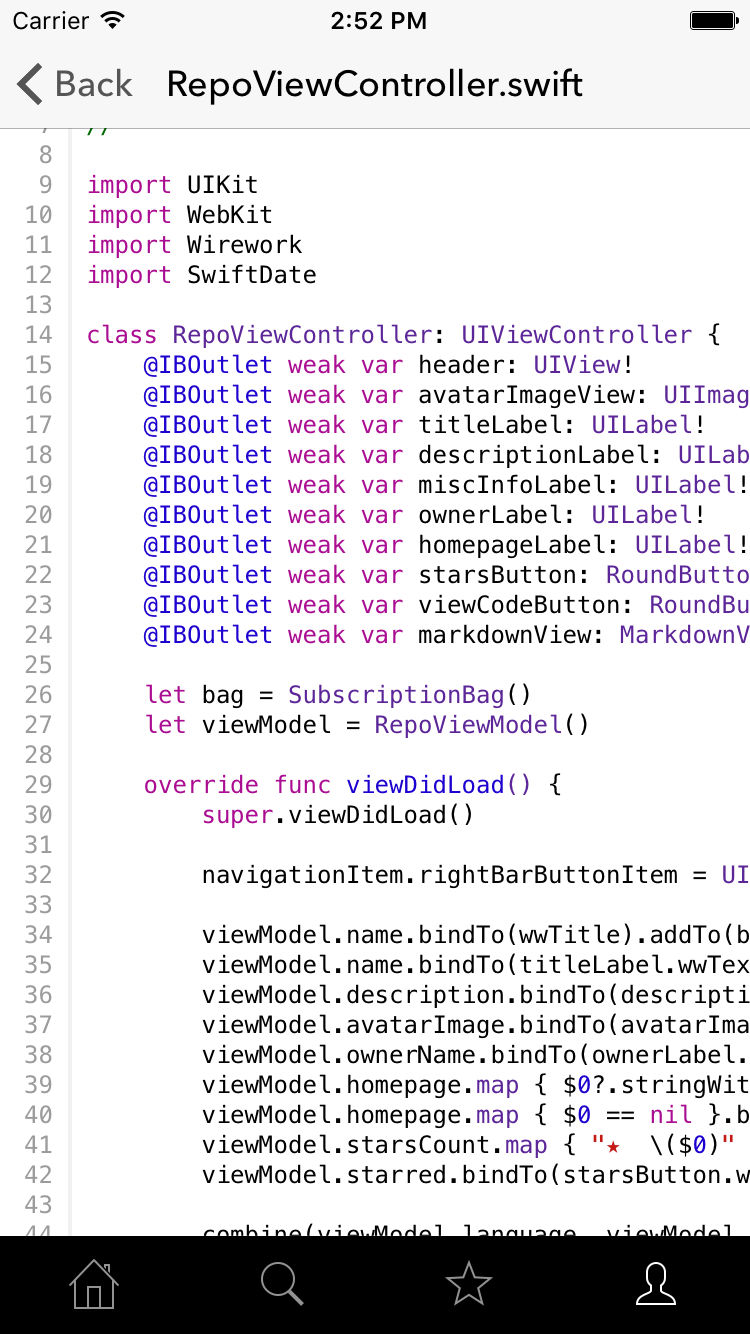 Carrier 2:52 PM
Back RepoViewController.swift
7 //
8
9 import UIKit
10 import WebKit
11 import Wirework
12 import SwiftDate
13
14 class RepoViewController: UIViewController {
15     @IBOutlet weak var header: UIView!
16     @IBOutlet weak var avatarImageView: UIImag
17     @IBOutlet weak var titleLabel: UILabel!
18     @IBOutlet weak var descriptionLabel: UILab
19     @IBOutlet weak var miscInfoLabel: UILabel!
20     @IBOutlet weak var ownerLabel: UILabel!
21     @IBOutlet weak var homepageLabel: UILabel!
22     @IBOutlet weak var starsButton: RoundButto
23     @IBOutlet weak var viewCodeButton: RoundBu
24     @IBOutlet weak var markdownView: MarkdownV
25
26     let bag = SubscriptionBag()
27     let viewModel = RepoViewModel()
28
29     override func viewDidLoad() {
30         super.viewDidLoad()
31
32         navigationItem.rightBarButtonItem = UI
33
34         viewModel.name.bindTo(wwTitle).addTo(b
35         viewModel.name.bindTo(titleLabel.wwTex
36         viewModel.description.bindTo(descripti
37         viewModel.avatarImage.bindTo(avatarIma
38         viewModel.ownerName.bindTo(ownerLabel.
39         viewModel.homepage.map { $0?.stringWit
40         viewModel.homepage.map { $0 == nil }.b
41         viewModel.starsCount.map { "★  \($0)"
42         viewModel.starred.bindTo(starsButton.w
43
44         combine(viewModel.language, viewModel.